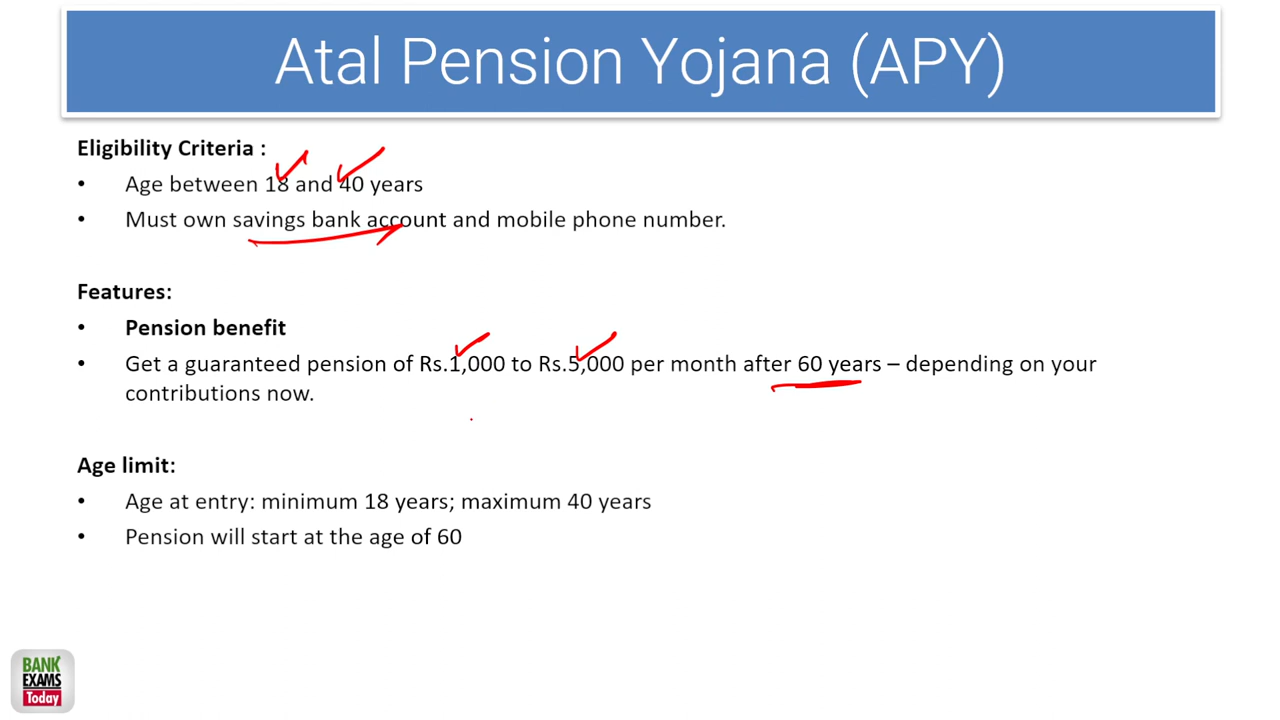 Atal Pension Yojana (APY)
Eligibility Criteria :
• Age between 18 and 40 years
• Must own savings bank account and mobile phone number.
Features:
• Pension benefit
• Get a guaranteed pension of Rs.1,000 to Rs.5,000 per month after 60 years – depending on your
contributions now.
Age limit:
• Age at entry: minimum 18 years; maximum 40 years
• Pension will start at the age of 60
BANK
EXAMS
Today